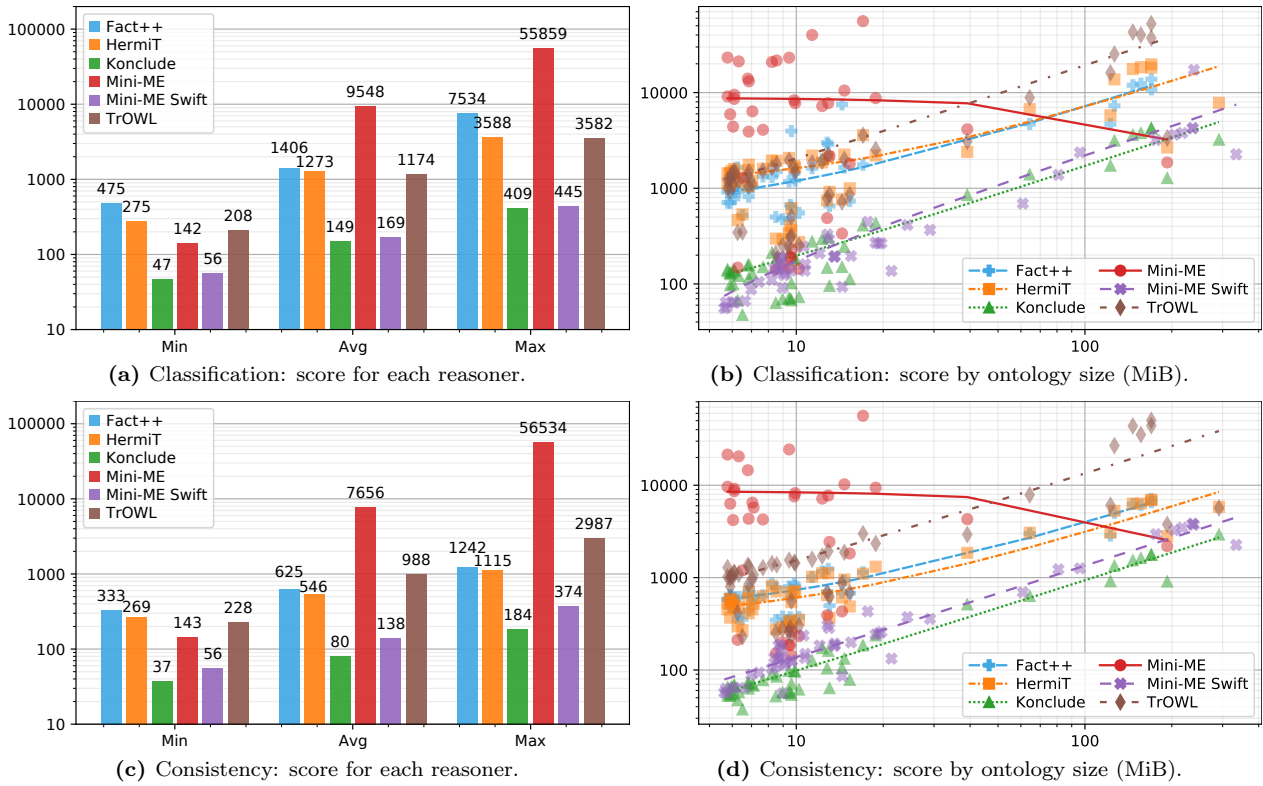 100000
10000
1000
100
10
Fact++
HermiT
Konclude
Mini-ME
Mini-ME Swift
TrOWL
475
275
47
142
56
208
1406
1273
149
9548
169
1174
7534
3588
409
55859
445
3582
Min
Avg
Max
(a) Classification: score for each reasoner.
10000
1000
100
Fact++
HermiT
Konclude
Mini-ME
Mini-ME Swift
TrOWL
10
100
(b) Classification: score by ontology size (MiB).
100000
10000
1000
100
10
Fact++
HermiT
Konclude
Mini-ME
Mini-ME Swift
TrOWL
333
269
37
143
56
228
625
546
80
7656
138
988
1242
1115
184
56534
374
2987
Min
Avg
Max
(c) Consistency: score for each reasoner.
10000
1000
100
Fact++
HermiT
Konclude
Mini-ME
Mini-ME Swift
TrOWL
10
100
(d) Consistency: score by ontology size (MiB).